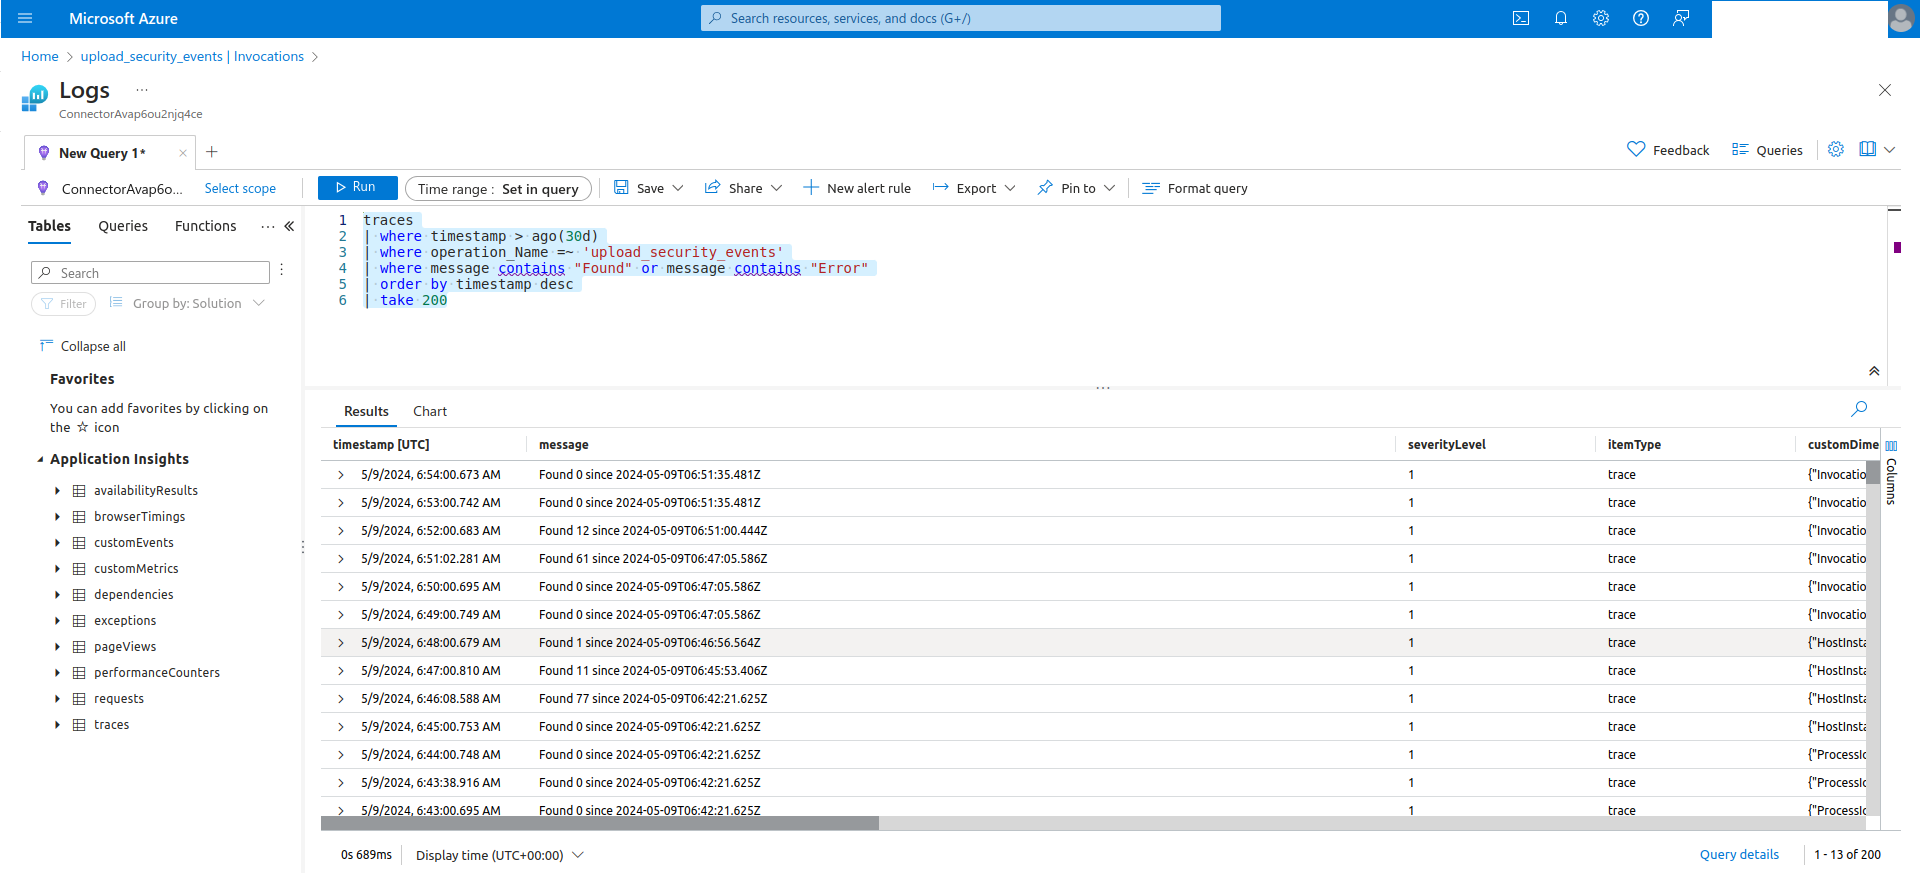 Microsoft Azure
Search resources, services, and docs (G+/)
Home > upload_security_events | Invocations >
Logs ...
ConnectorAvap6ou2njq4ce
New Query 1*
Feedback
Queries
ConnectorAvap6o...
Select scope
Run
Time range : Set in query
Save
Share
New alert rule
Export
Pin to
Format query
Tables
Queries
Functions
...
Search
Filter
Group by: Solution
Collapse all
Favorites
You can add favorites by clicking on
the ☆ icon
Application Insights
availabilityResults
browserTimings
customEvents
customMetrics
dependencies
exceptions
pageViews
performanceCounters
requests
traces
1 traces
2 | where timestamp > ago(30d)
3 | where operation_Name =~ 'upload_security_events'
4 | where message contains "Found" or message contains "Error"
5 | order by timestamp desc
6 | take 200
Results
Chart
timestamp [UTC] message severityLevel itemType customDime
5/9/2024, 6:54:00.673 AM Found 0 since 2024-05-09T06:51:35.481Z 1 trace {"Invocatio
5/9/2024, 6:53:00.742 AM Found 0 since 2024-05-09T06:51:35.481Z 1 trace {"Invocatio
5/9/2024, 6:52:00.683 AM Found 12 since 2024-05-09T06:51:00.444Z 1 trace {"Invocatio
5/9/2024, 6:51:02.281 AM Found 61 since 2024-05-09T06:47:05.586Z 1 trace {"Invocatio
5/9/2024, 6:50:00.695 AM Found 0 since 2024-05-09T06:47:05.586Z 1 trace {"Invocatio
5/9/2024, 6:49:00.749 AM Found 0 since 2024-05-09T06:47:05.586Z 1 trace {"Invocatio
5/9/2024, 6:48:00.679 AM Found 1 since 2024-05-09T06:46:56.564Z 1 trace {"HostInsta
5/9/2024, 6:47:00.810 AM Found 11 since 2024-05-09T06:45:53.406Z 1 trace {"HostInsta
5/9/2024, 6:46:08.588 AM Found 77 since 2024-05-09T06:42:21.625Z 1 trace {"HostInsta
5/9/2024, 6:45:00.753 AM Found 0 since 2024-05-09T06:42:21.625Z 1 trace {"HostInsta
5/9/2024, 6:44:00.748 AM Found 0 since 2024-05-09T06:42:21.625Z 1 trace {"ProcessId
5/9/2024, 6:43:38.916 AM Found 0 since 2024-05-09T06:42:21.625Z 1 trace {"ProcessId
5/9/2024, 6:43:00.695 AM Found 0 since 2024-05-09T06:42:21.625Z 1 trace {"ProcessId
Columns
0s 689ms
Display time (UTC+00:00)
Query details
1 - 13 of 200